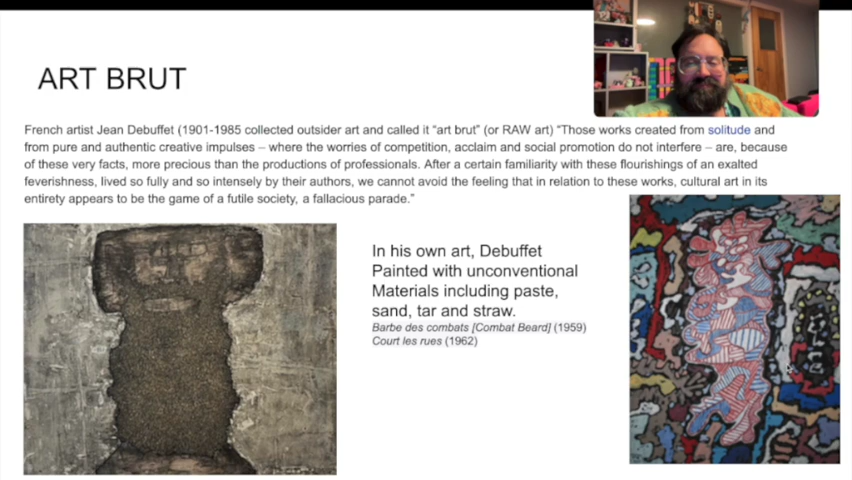 ART BRUT
French artist Jean Debuffet (1901-1985 collected outsider art and called it “art brut” (or RAW art) “Those works created from solitude and
from pure and authentic creative impulses – where the worries of competition, acclaim and social promotion do not interfere – are, because
of these very facts, more precious than the productions of professionals. After a certain familiarity with these flourishings of an exalted
feverishness, lived so fully and so intensely by their authors, we cannot avoid the feeling that in relation to these works, cultural art in its
entirety appears to be the game of a futile society, a fallacious parade.”
In his own art, Debuffet
Painted with unconventional
Materials including paste,
sand, tar and straw.
Barbe des combats [Combat Beard] (1959)
Court les rues (1962)